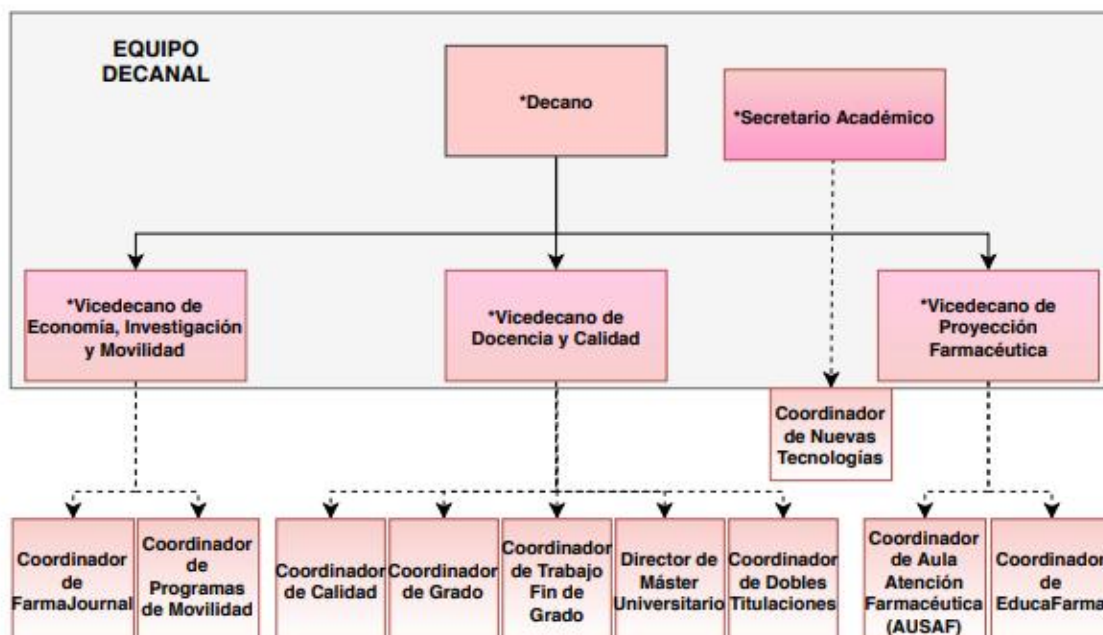 EQUIPO
DECANAL
*Decano
*Secretario Académico
*Vicedecano de
Economía, Investigación
y Movilidad
*Vicedecano de
Docencia y Calidad
*Vicedecano de
Proyección
Farmacéutica
Coordinador
de Nuevas
Tecnologías
Coordinador
de
FarmaJournal
Coordinador
de
Programas
de Movilidad
Coordinador
de Calidad
Coordinador
de Grado
Coordinador
de Trabajo
Fin de
Grado
Director de
Máster
Universitario
Coordinador
de Dobles
Titulaciones
Coordinador
de Aula
Atención
Farmacéutica
(AUSAF)
Coordinador
de
EducaFarma